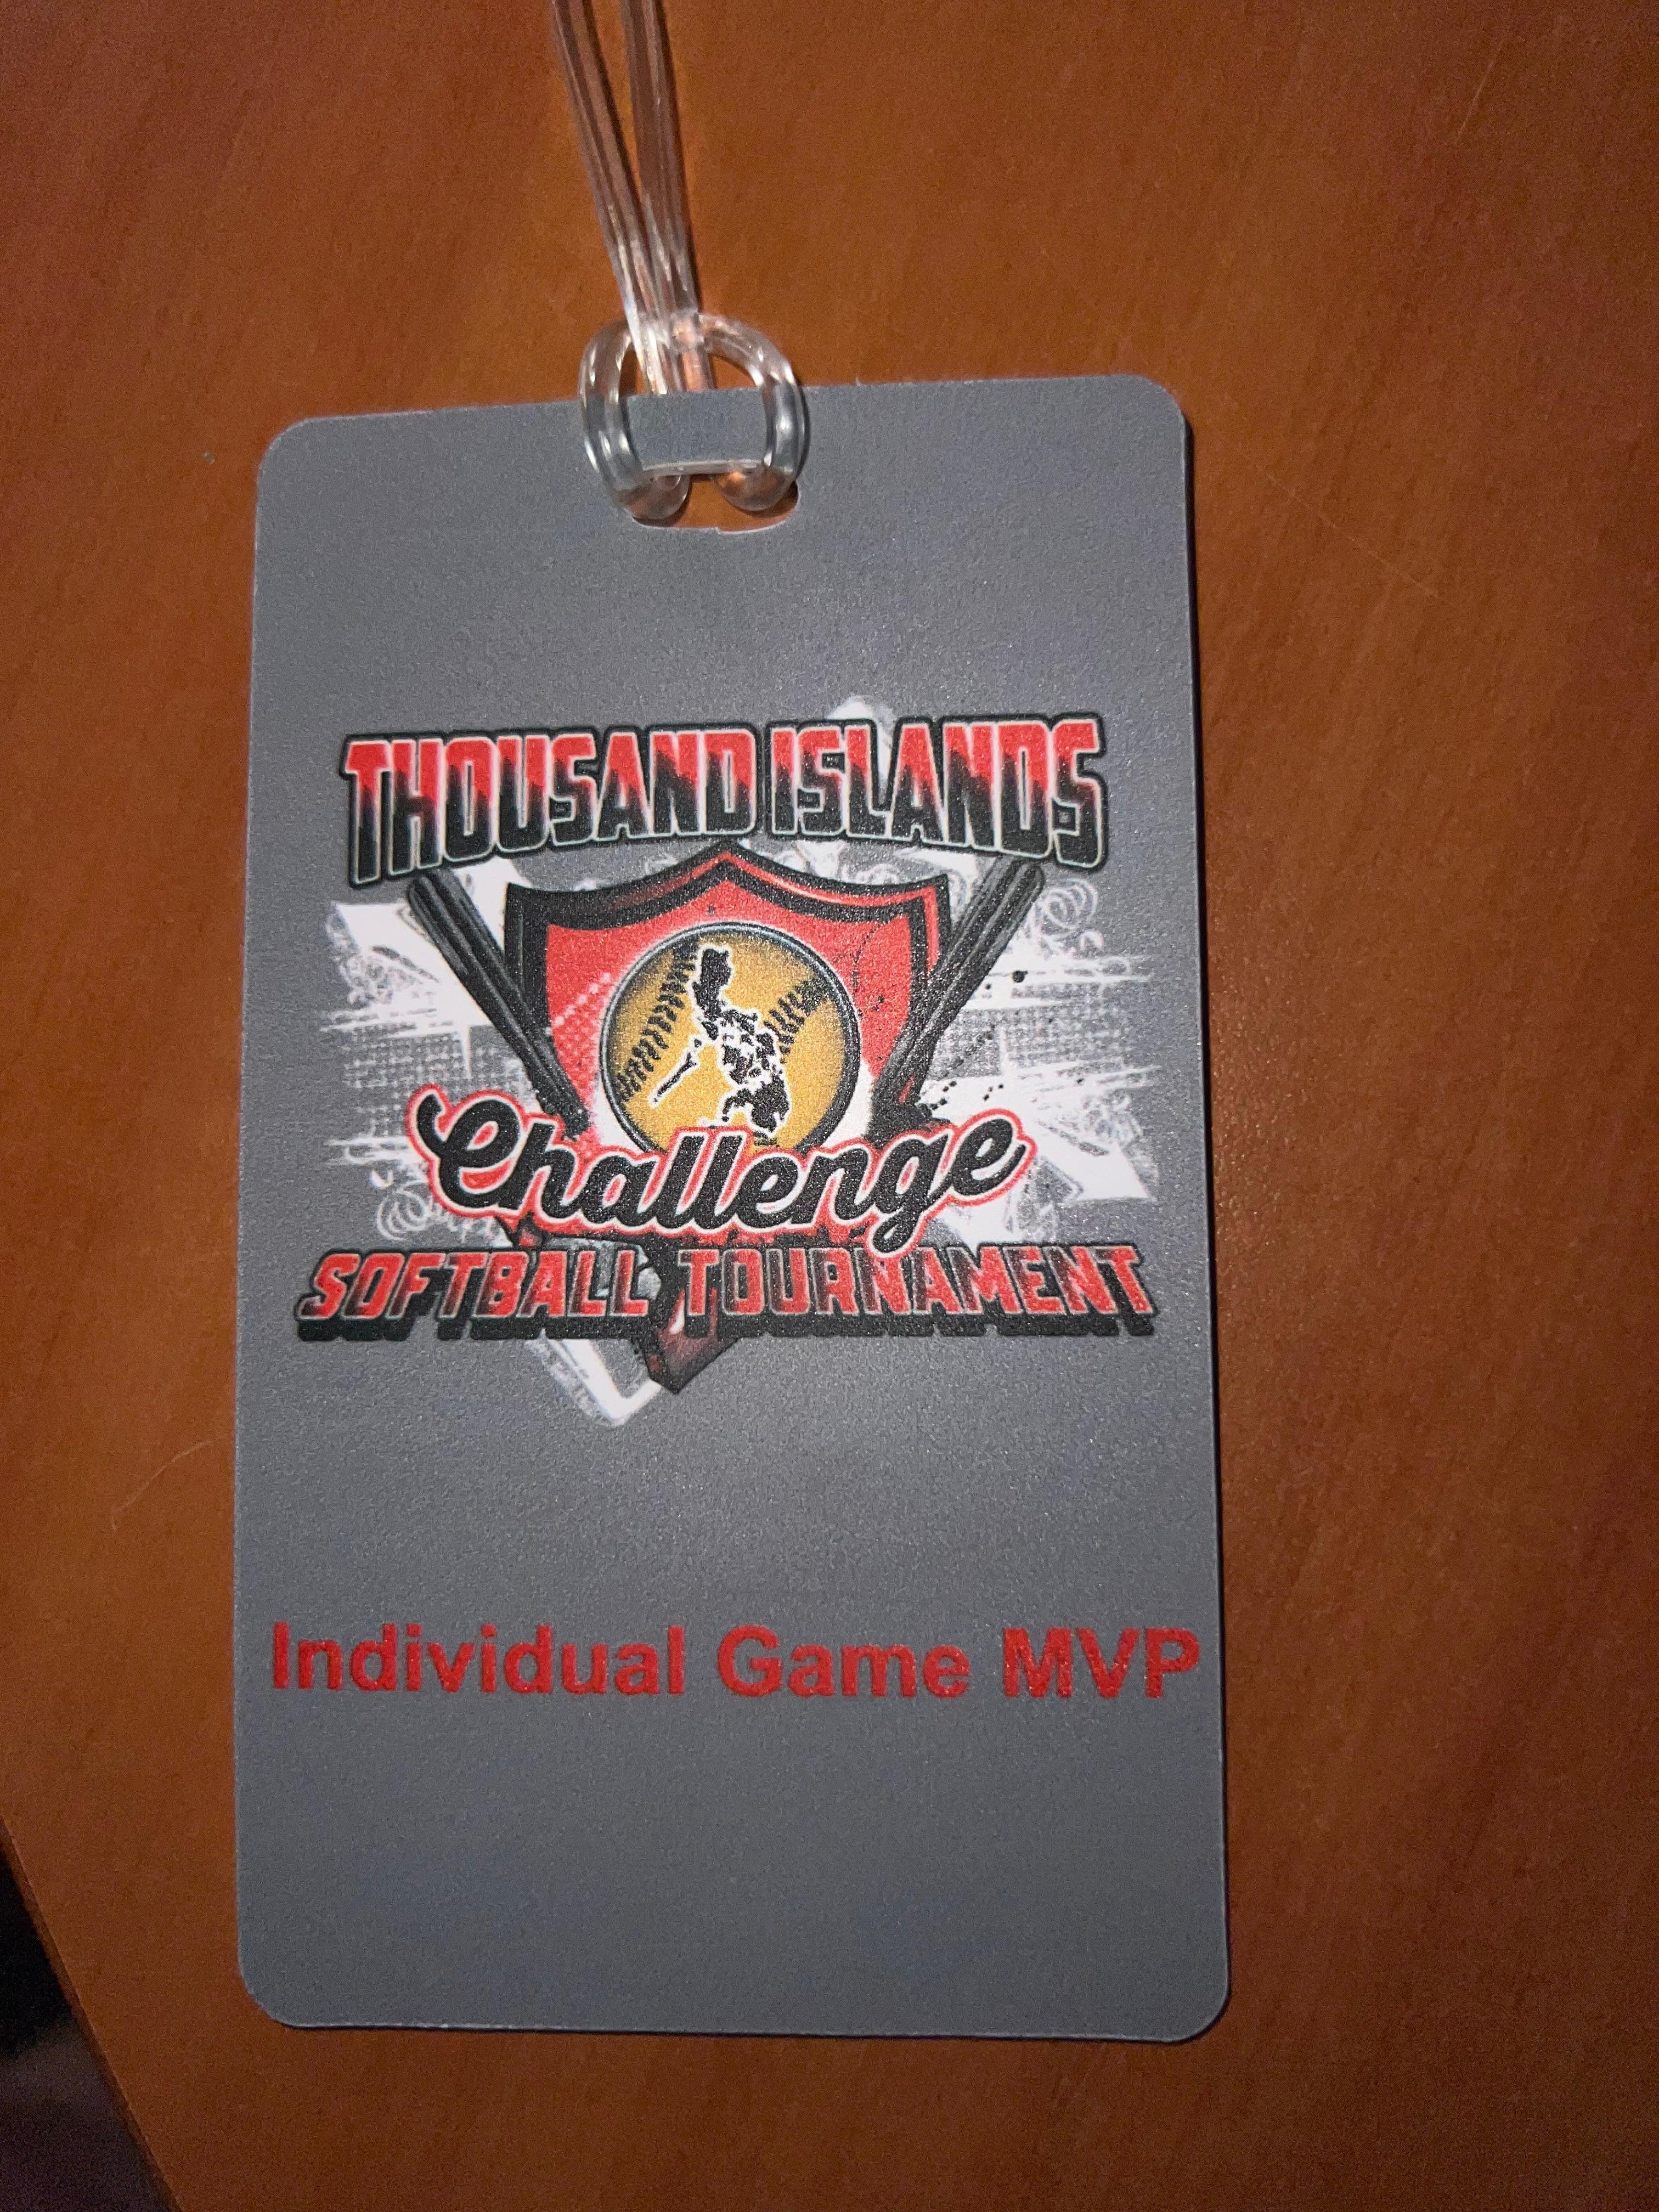 THOUSAND ISLANDS
Challenge
SOFTBALL TOURNAMENT
Individual Game MVP